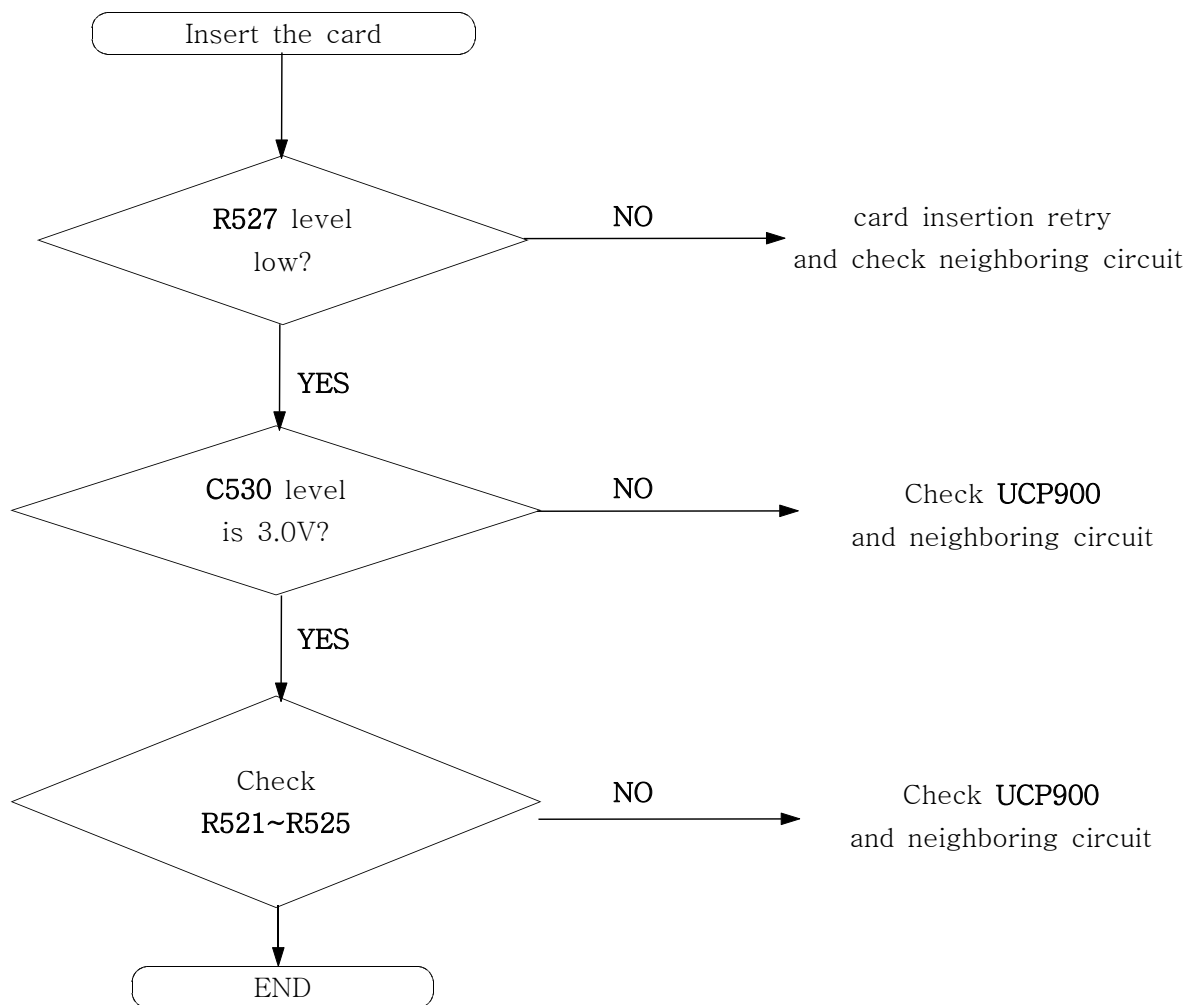 Insert the card
R527 level
low?
NO
card insertion retry
and check neighboring circuit
YES
C530 level
is 3.0V?
NO
Check UCP900
and neighboring circuit
YES
Check
R521~R525
NO
Check UCP900
and neighboring circuit
END